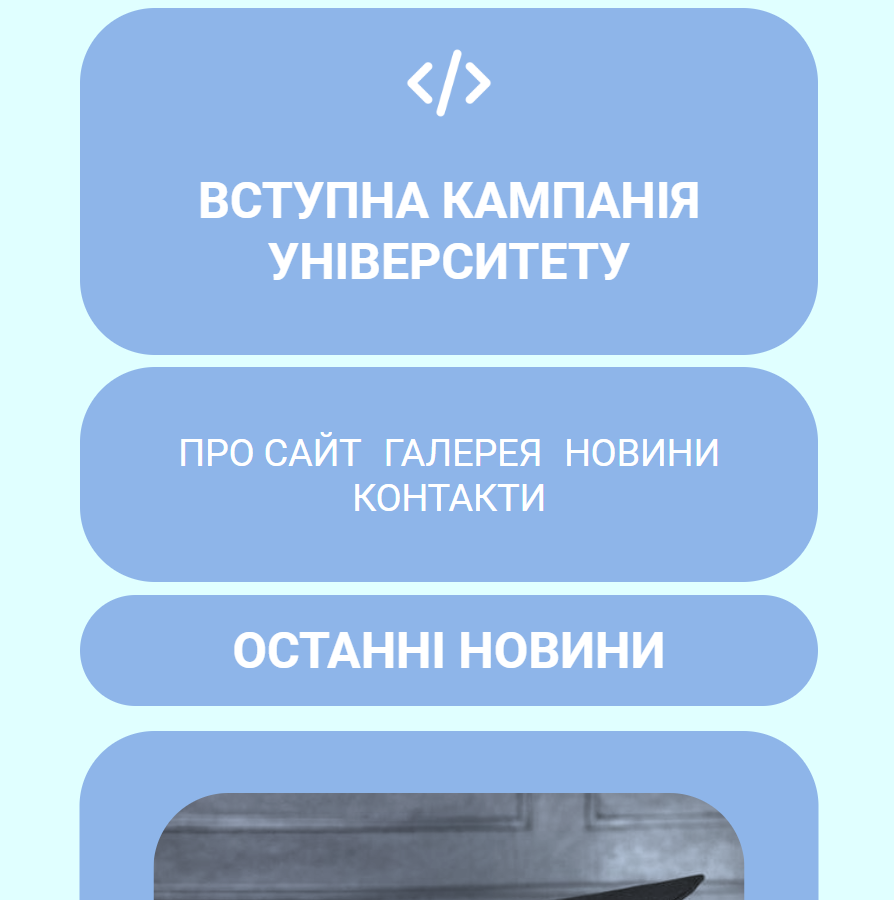 ВСТУПНА КАМПАНІЯ
УНІВЕРСИТЕТУ
ПРО САЙТ ГАЛЕРЕЯ НОВИНИ
КОНТАКТИ
ОСТАННІ НОВИНИ